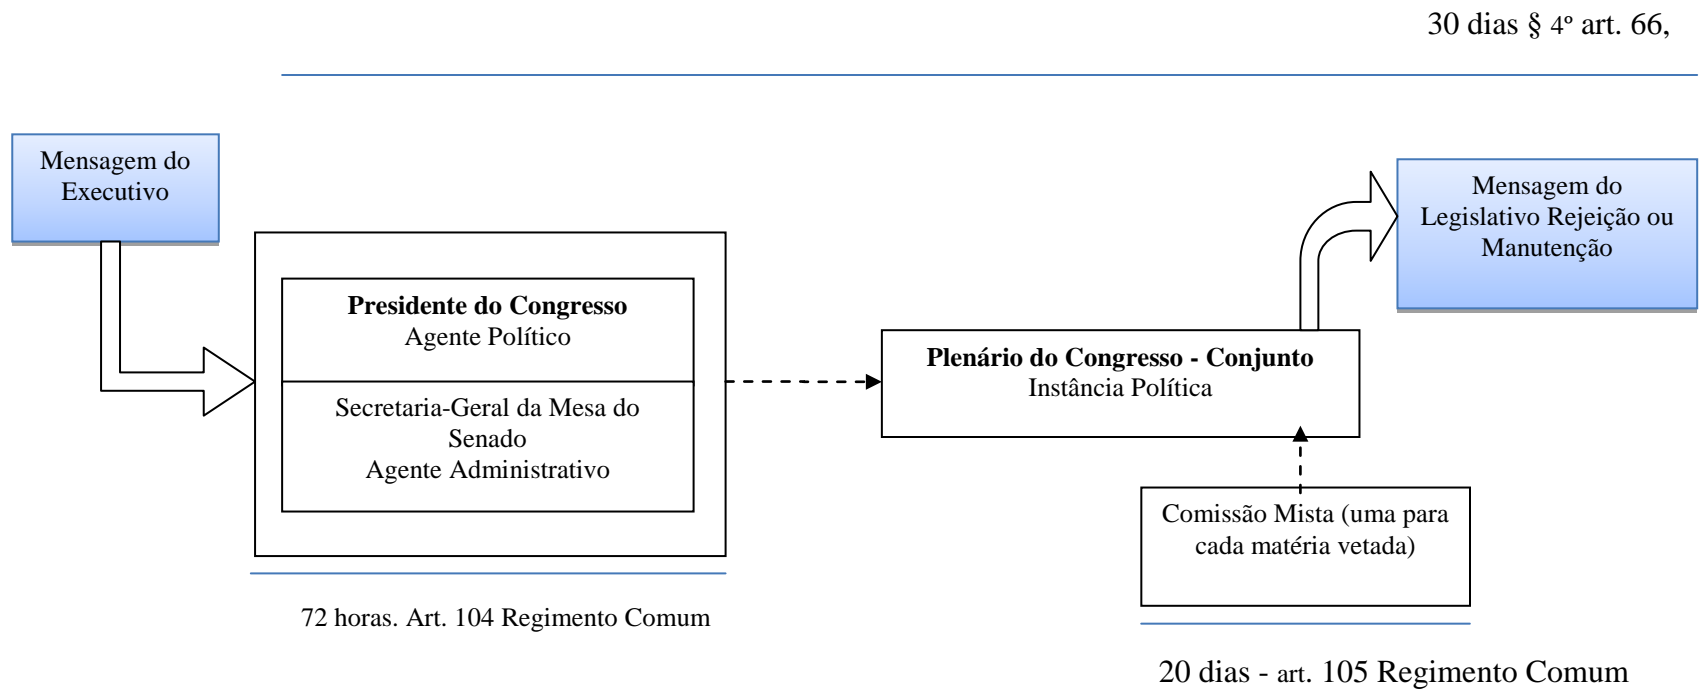 30 dias § 4º art. 66,
Mensagem do
Executivo
Mensagem do
Legislativo Rejeição ou
Manutenção
Presidente do Congresso
Agente Político
Secretaria-Geral da Mesa do
Senado
Agente Administrativo
Plenário do Congresso - Conjunto
Instância Política
Comissão Mista (uma para
cada matéria vetada)
72 horas. Art. 104 Regimento Comum
20 dias - art. 105 Regimento Comum